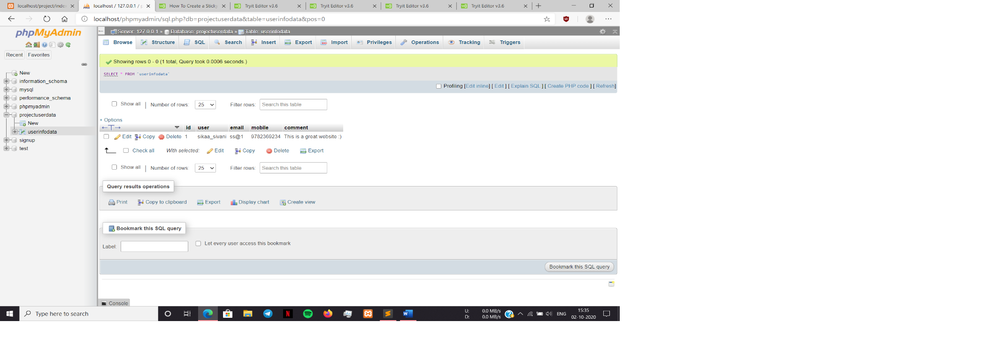 localhost/project/index
localhost / 127.0.0.1 / p
How To Create a Sticky
Tryit Editor v3.6
Tryit Editor v3.6
Tryit Editor v3.6
Tryit Editor v3.6
localhost/phpmyadmin/sql.php?db=projectuserdata&table=userinfodata&pos=0
phpMyAdmin
Recent Favorites
New
information_schema
mysql
performance_schema
phpmyadmin
projectuserdata
New
userinfodata
signup
test
Server: 127.0.0.1 » Database: projectuserdata » Table: userinfodata
Browse Structure SQL Search Insert Export Import Privileges Operations Tracking Triggers
Showing rows 0 - 0 (1 total, Query took 0.0006 seconds.)
SELECT * FROM `userinfodata`
Profiling [Edit inline] [ Edit ] [ Explain SQL ] [ Create PHP code ] [ Refresh]
Show all | Number of rows: 25 Filter rows: Search this table
+ Options
←T→ id user email mobile comment
Edit Copy Delete 1 sikaa_sivani ss@1 9782369234 This is a great website :)
Check all With selected: Edit Copy Delete Export
Show all | Number of rows: 25 Filter rows: Search this table
Query results operations
Print Copy to clipboard Export Display chart Create view
Bookmark this SQL query
Label: Let every user access this bookmark
Bookmark this SQL query
Console
Type here to search
U: 0.0 MB/s
D: 0.0 MB/s
ENG
15:35
02-10-2020